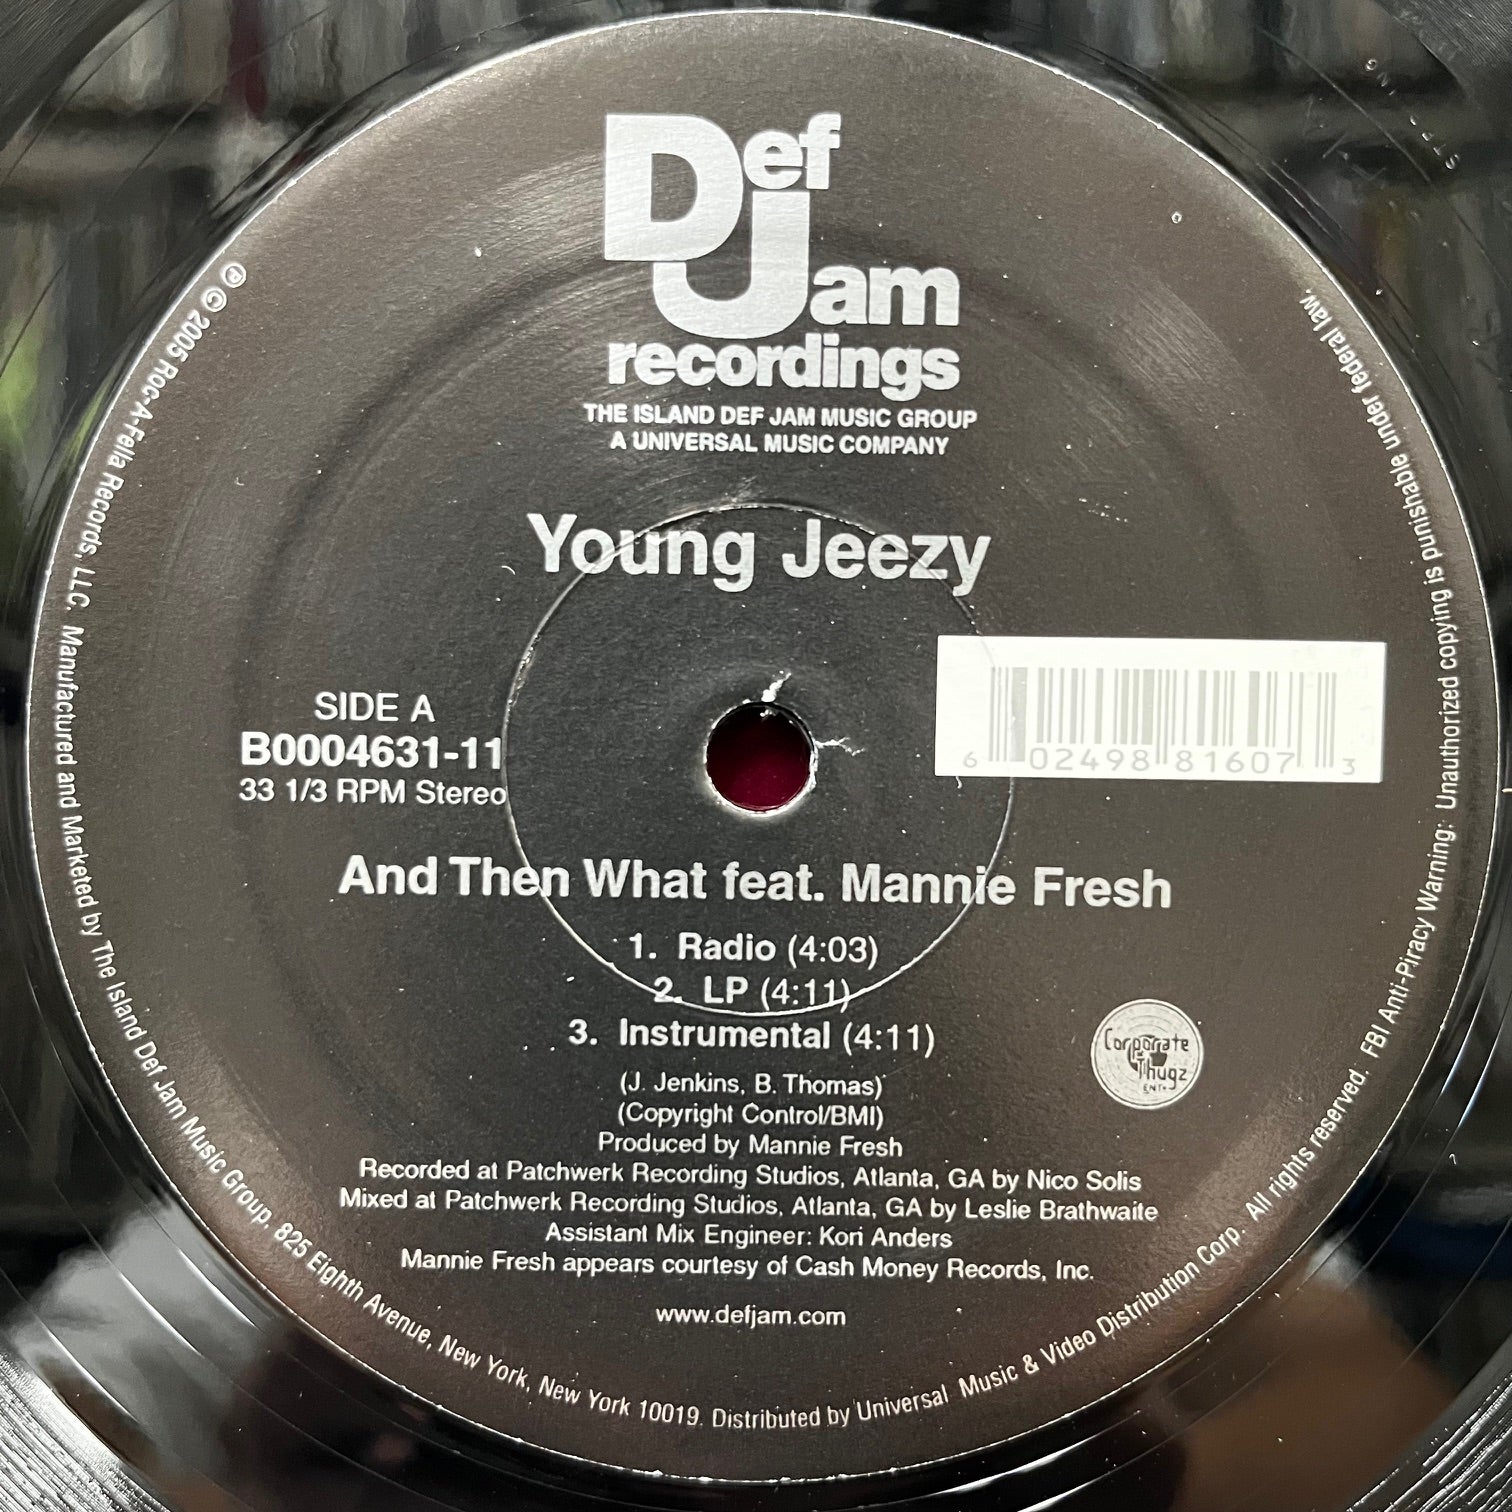 Def
Jam
recordings
THE ISLAND DEF JAM MUSIC GROUP
A UNIVERSAL MUSIC COMPANY
Young Jeezy
SIDE A
B0004631-11
33 1/3 RPM Stereo
6 02498 81607 3
And Then What feat. Mannie Fresh
1. Radio (4:03)
2. LP (4:11)
3. Instrumental (4:11)
Corporate
Thugz
ENT.
(J. Jenkins, B. Thomas)
(Copyright Control/BMI)
Produced by Mannie Fresh
Recorded at Patchwerk Recording Studios, Atlanta, GA by Nico Solis
Mixed at Patchwerk Recording Studios, Atlanta, GA by Leslie Brathwaite
Assistant Mix Engineer: Kori Anders
Mannie Fresh appears courtesy of Cash Money Records, Inc.
www.defjam.com
℗ © 2005 Roc-A-Fella Records, LLC. Manufactured and Marketed by The Island Def Jam Music Group, 825 Eighth Avenue, New York, New York 10019. Distributed by Universal Music & Video Distribution Corp. All rights reserved. FBI Anti-Piracy Warning: Unauthorized copying is punishable under federal law.